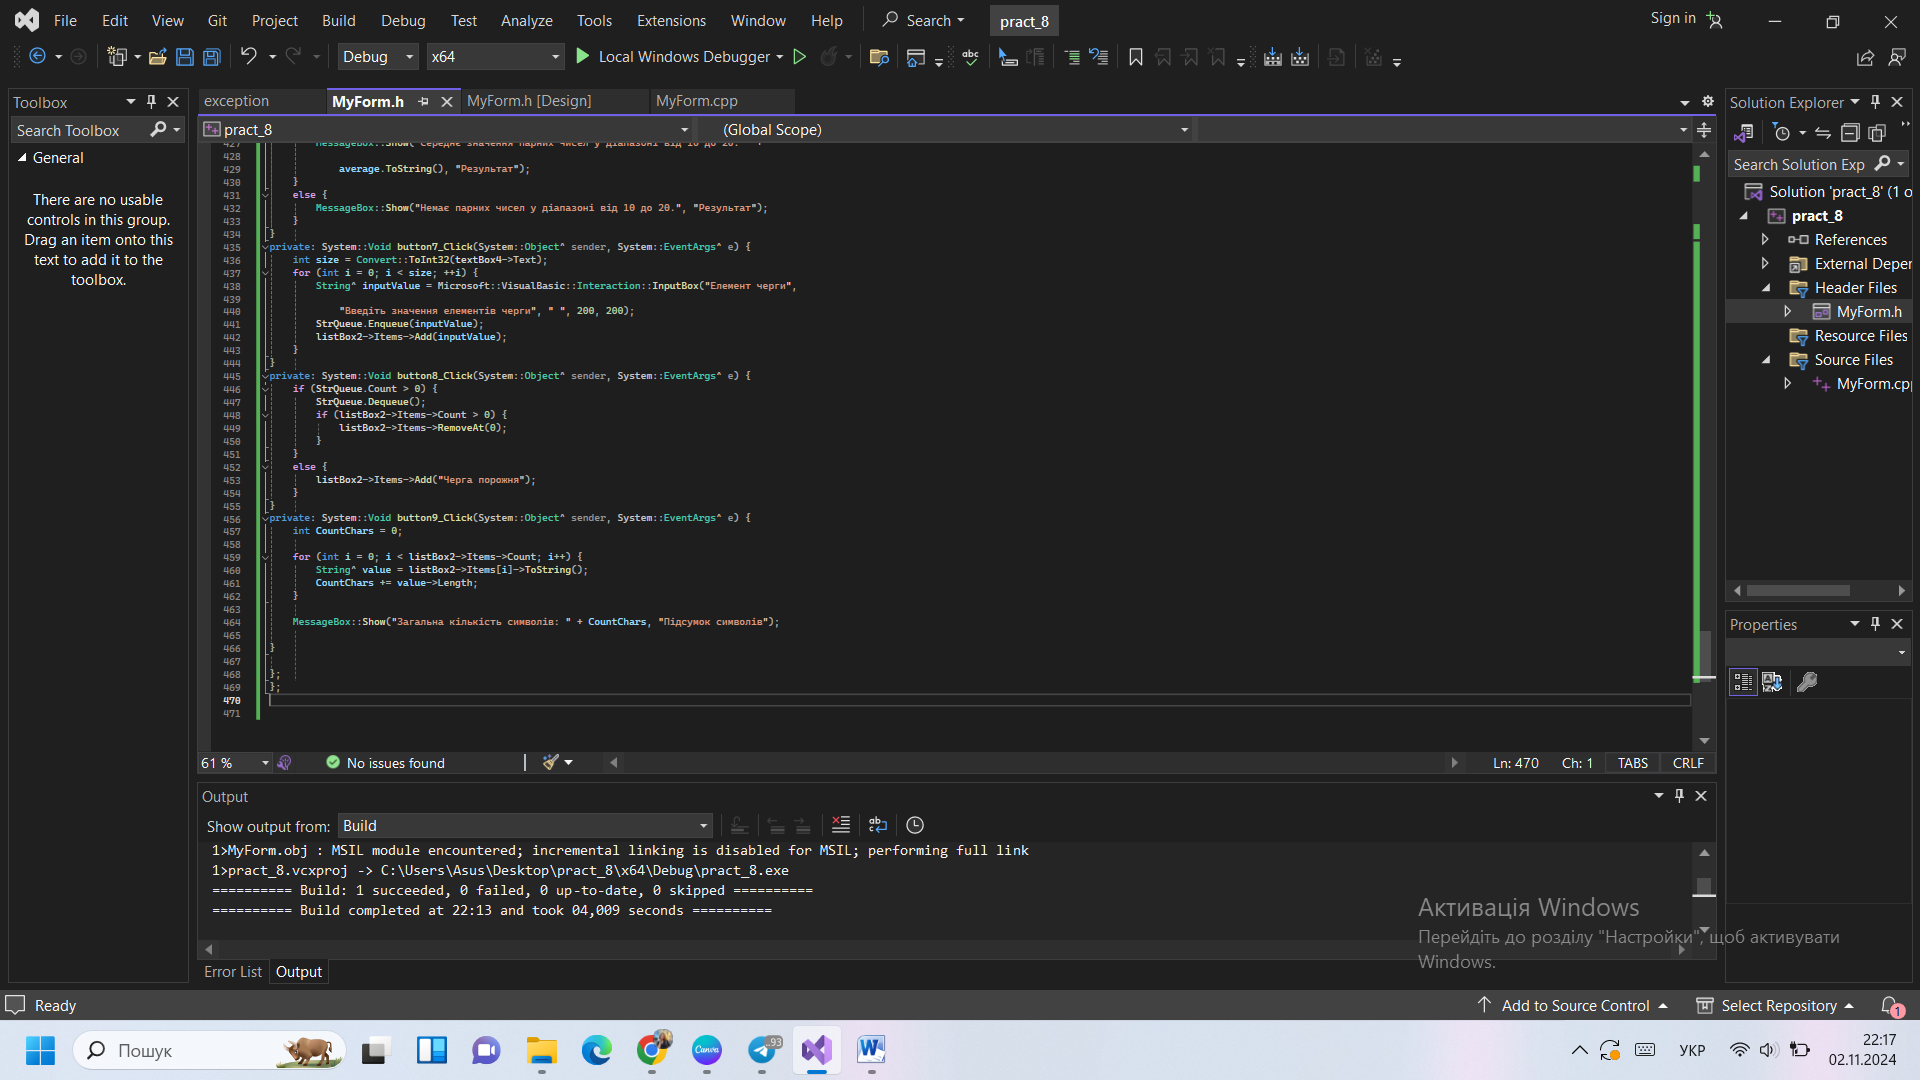 File Edit View Git Project Build Debug Test Analyze Tools Extensions Window Help Search pract_8 Sign in
Debug x64 Local Windows Debugger
Toolbox
Search Toolbox
General
There are no usable
controls in this group.
Drag an item onto this
text to add it to the
toolbox.
exception MyForm.h MyForm.h [Design] MyForm.cpp
pract_8 (Global Scope)
427 MessageBox::Show("Середнє значення парних чисел у діапазоні від 10 до 20: " +
428
429 average.ToString(), "Результат");
430 }
431 else {
432 MessageBox::Show("Немає парних чисел у діапазоні від 10 до 20.", "Результат");
433 }
434 }
435 private: System::Void button7_Click(System::Object^ sender, System::EventArgs^ e) {
436 int size = Convert::ToInt32(textBox4->Text);
437 for (int i = 0; i < size; ++i) {
438 String^ inputValue = Microsoft::VisualBasic::Interaction::InputBox("Елемент черги",
439
440 "Введіть значення елементів черги", " ", 200, 200);
441 StrQueue.Enqueue(inputValue);
442 listBox2->Items->Add(inputValue);
443 }
444 }
445 private: System::Void button8_Click(System::Object^ sender, System::EventArgs^ e) {
446 if (StrQueue.Count > 0) {
447 StrQueue.Dequeue();
448 if (listBox2->Items->Count > 0) {
449 listBox2->Items->RemoveAt(0);
450 }
451 }
452 else {
453 listBox2->Items->Add("Черга порожня");
454 }
455 }
456 private: System::Void button9_Click(System::Object^ sender, System::EventArgs^ e) {
457 int CountChars = 0;
458
459 for (int i = 0; i < listBox2->Items->Count; i++) {
460 String^ value = listBox2->Items[i]->ToString();
461 CountChars += value->Length;
462 }
463
464 MessageBox::Show("Загальна кількість символів: " + CountChars, "Підсумок символів");
465
466 }
467
468 };
469 };
470
471
61 % No issues found Ln: 470 Ch: 1 TABS CRLF
Output
Show output from: Build
1>MyForm.obj : MSIL module encountered; incremental linking is disabled for MSIL; performing full link
1>pract_8.vcxproj -> C:\Users\Asus\Desktop\pract_8\x64\Debug\pract_8.exe
========== Build: 1 succeeded, 0 failed, 0 up-to-date, 0 skipped ==========
========== Build completed at 22:13 and took 04,009 seconds ==========
Error List Output
Solution Explorer
Search Solution Exp
Solution 'pract_8' (1 o
pract_8
References
External Deper
Header Files
MyForm.h
Resource Files
Source Files
MyForm.cpp
Properties
Активація Windows
Перейдіть до розділу "Настройки", щоб активувати
Windows.
Ready Add to Source Control Select Repository 1
Пошук Canva 93 W УКР 22:17
02.11.2024